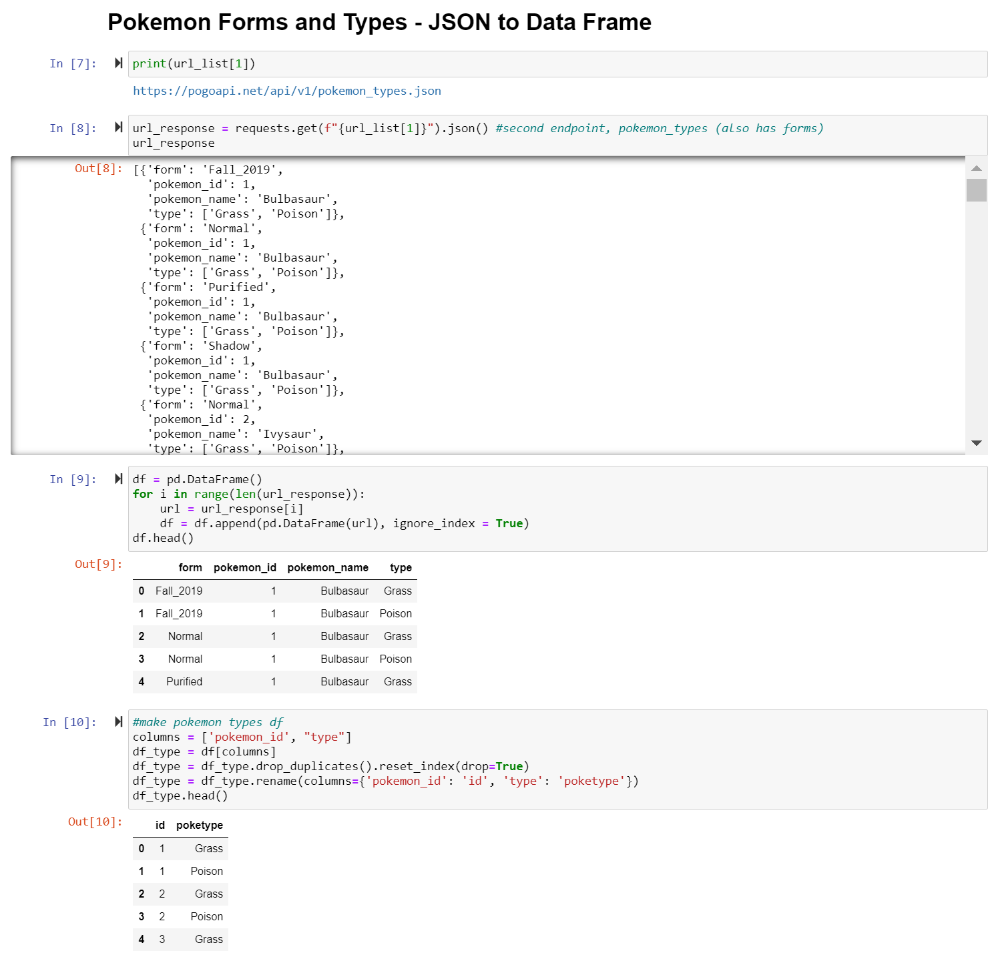 Pokemon Forms and Types - JSON to Data Frame
In [7]: print(url_list[1])
https://pogoapi.net/api/v1/pokemon_types.json
In [8]: url_response = requests.get(f"{url_list[1]}").json() #second endpoint, pokemon_types (also has forms)
url_response
Out[8]: [{'form': 'Fall_2019',
'pokemon_id': 1,
'pokemon_name': 'Bulbasaur',
'type': ['Grass', 'Poison']},
{'form': 'Normal',
'pokemon_id': 1,
'pokemon_name': 'Bulbasaur',
'type': ['Grass', 'Poison']},
{'form': 'Purified',
'pokemon_id': 1,
'pokemon_name': 'Bulbasaur',
'type': ['Grass', 'Poison']},
{'form': 'Shadow',
'pokemon_id': 1,
'pokemon_name': 'Bulbasaur',
'type': ['Grass', 'Poison']},
{'form': 'Normal',
'pokemon_id': 2,
'pokemon_name': 'Ivysaur',
'type': ['Grass', 'Poison']},
In [9]: df = pd.DataFrame()
for i in range(len(url_response)):
    url = url_response[i]
    df = df.append(pd.DataFrame(url), ignore_index = True)
df.head()
Out[9]:
form pokemon_id pokemon_name type
0 Fall_2019 1 Bulbasaur Grass
1 Fall_2019 1 Bulbasaur Poison
2 Normal 1 Bulbasaur Grass
3 Normal 1 Bulbasaur Poison
4 Purified 1 Bulbasaur Grass
In [10]: #make pokemon types df
columns = ['pokemon_id', "type"]
df_type = df[columns]
df_type = df_type.drop_duplicates().reset_index(drop=True)
df_type = df_type.rename(columns={'pokemon_id': 'id', 'type': 'poketype'})
df_type.head()
Out[10]:
id poketype
0 1 Grass
1 1 Poison
2 2 Grass
3 2 Poison
4 3 Grass